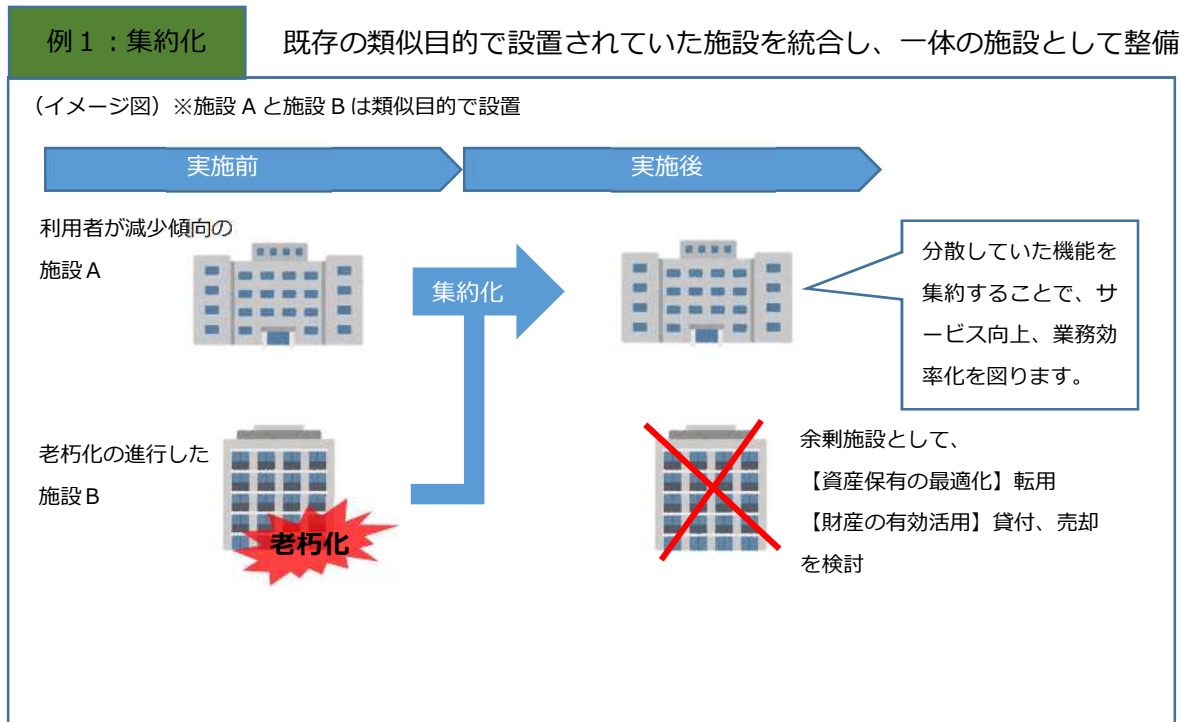 例１：集約化
既存の類似目的で設置されていた施設を統合し、一体の施設として整備
（イメージ図）※施設Ａと施設Ｂは類似目的で設置
実施前
実施後
利用者が減少傾向の
施設Ａ
集約化
分散していた機能を
集約することで、サ
ービス向上、業務効
率化を図ります。
老朽化の進行した
施設Ｂ
老朽化
余剰施設として、
【資産保有の最適化】転用
【財産の有効活用】貸付、売却
を検討